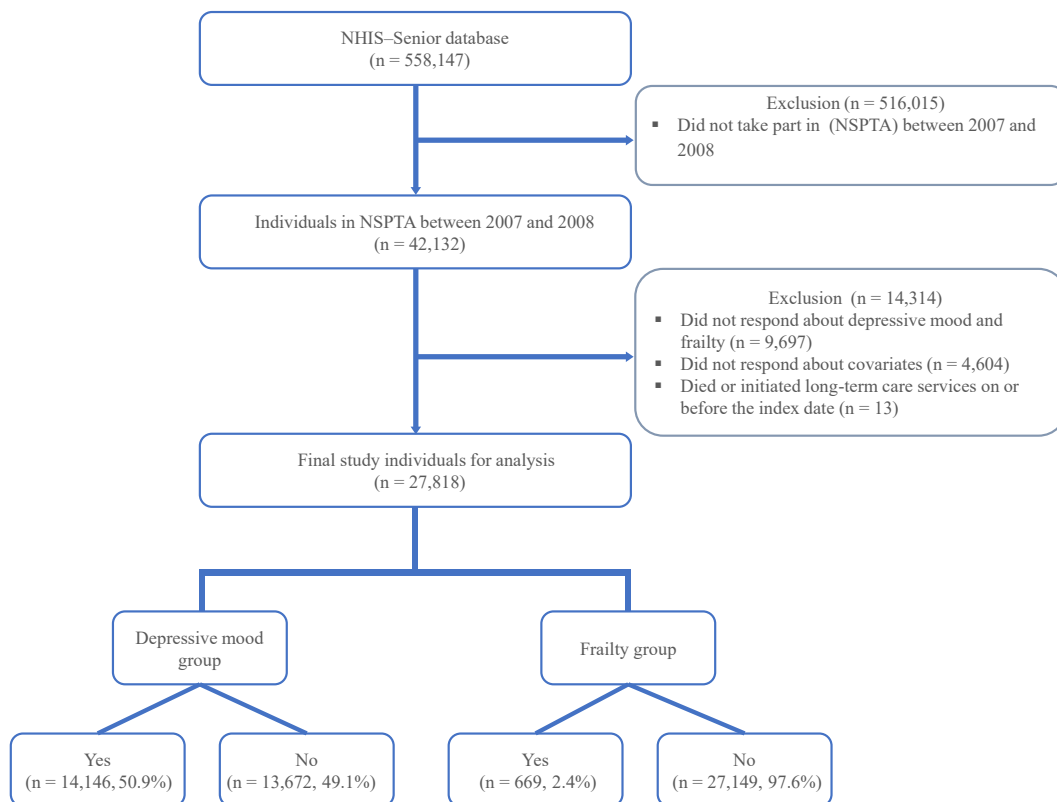 NHIS–Senior database
(n = 558,147)
Exclusion (n = 516,015)
▪ Did not take part in (NSPTA) between 2007 and
2008
Individuals in NSPTA between 2007 and 2008
(n = 42,132)
Exclusion (n = 14,314)
▪ Did not respond about depressive mood and
frailty (n = 9,697)
▪ Did not respond about covariates (n = 4,604)
▪ Died or initiated long-term care services on or
before the index date (n = 13)
Final study individuals for analysis
(n = 27,818)
Depressive mood
group
Frailty group
Yes
(n = 14,146, 50.9%)
No
(n = 13,672, 49.1%)
Yes
(n = 669, 2.4%)
No
(n = 27,149, 97.6%)